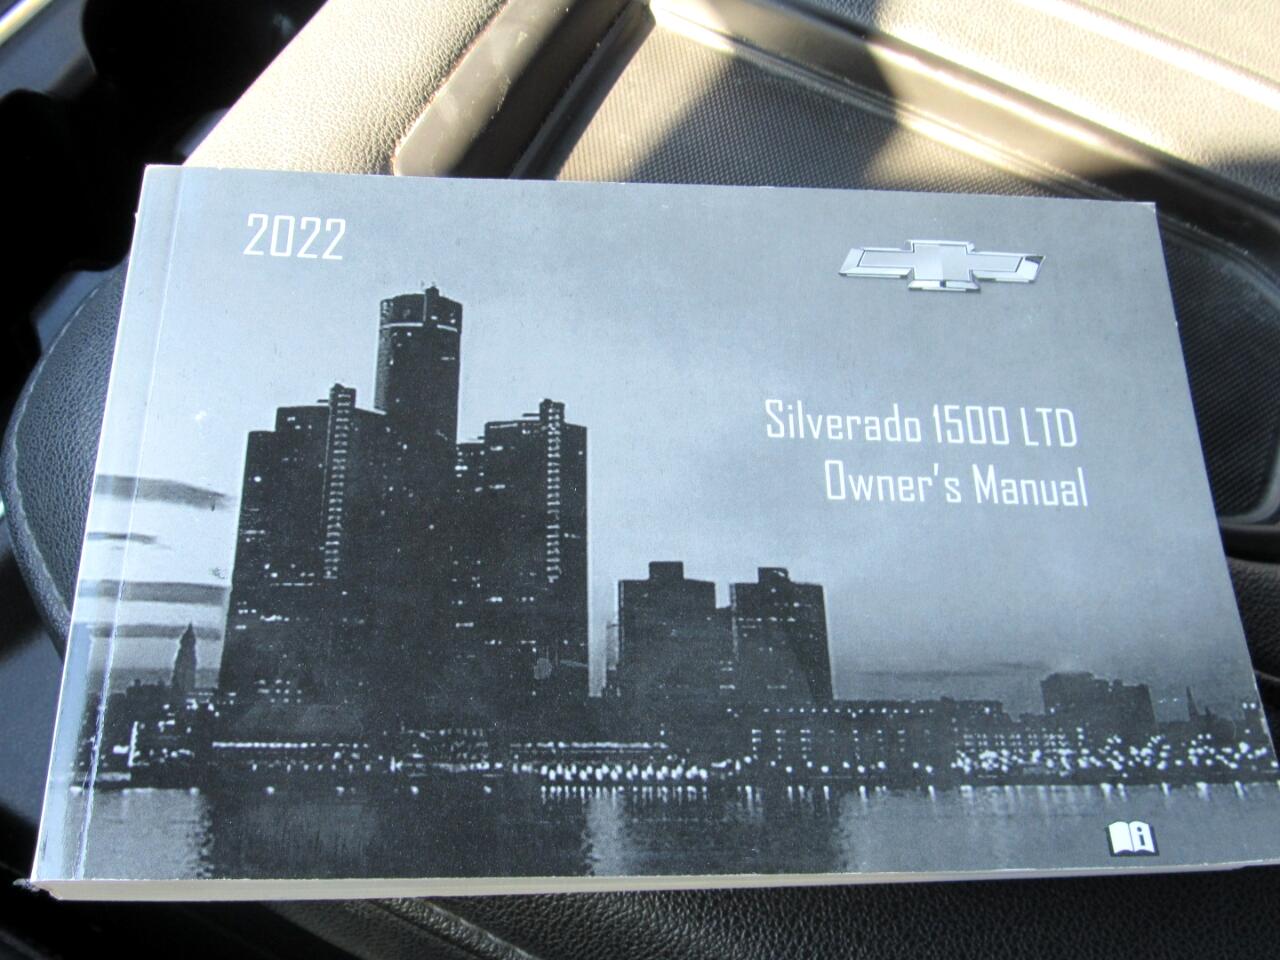 2022
Silverado 1500 LTD
Owner's Manual
i